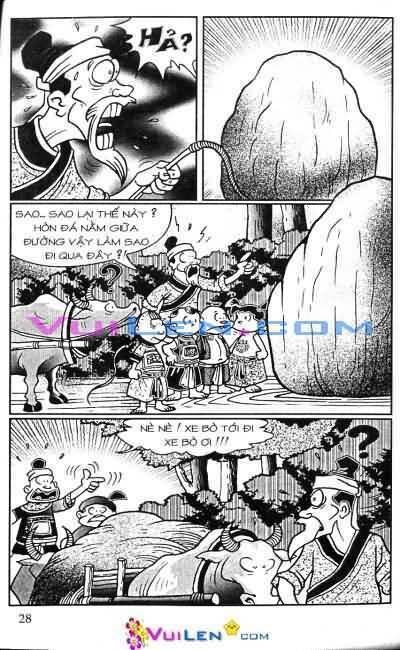 HẢ?
SAO... SAO LẠI THẾ NÀY?
HÒN ĐÁ NẰM GIỮA
ĐƯỜNG VẬY LÀM SAO
ĐI QUA ĐÂY?!
?
VUILEN.COM
NÈ NÈ! XE BÒ TỚI ĐI
XE BÒ ƠI!!!
?
28
VUILEN.COM